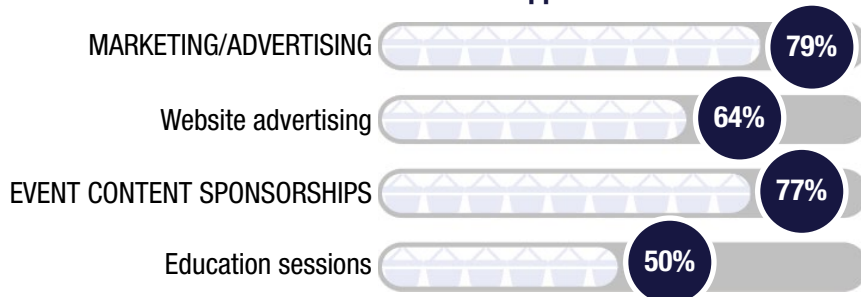 MARKETING/ADVERTISING 79%
Website advertising 64%
EVENT CONTENT SPONSORSHIPS 77%
Education sessions 50%